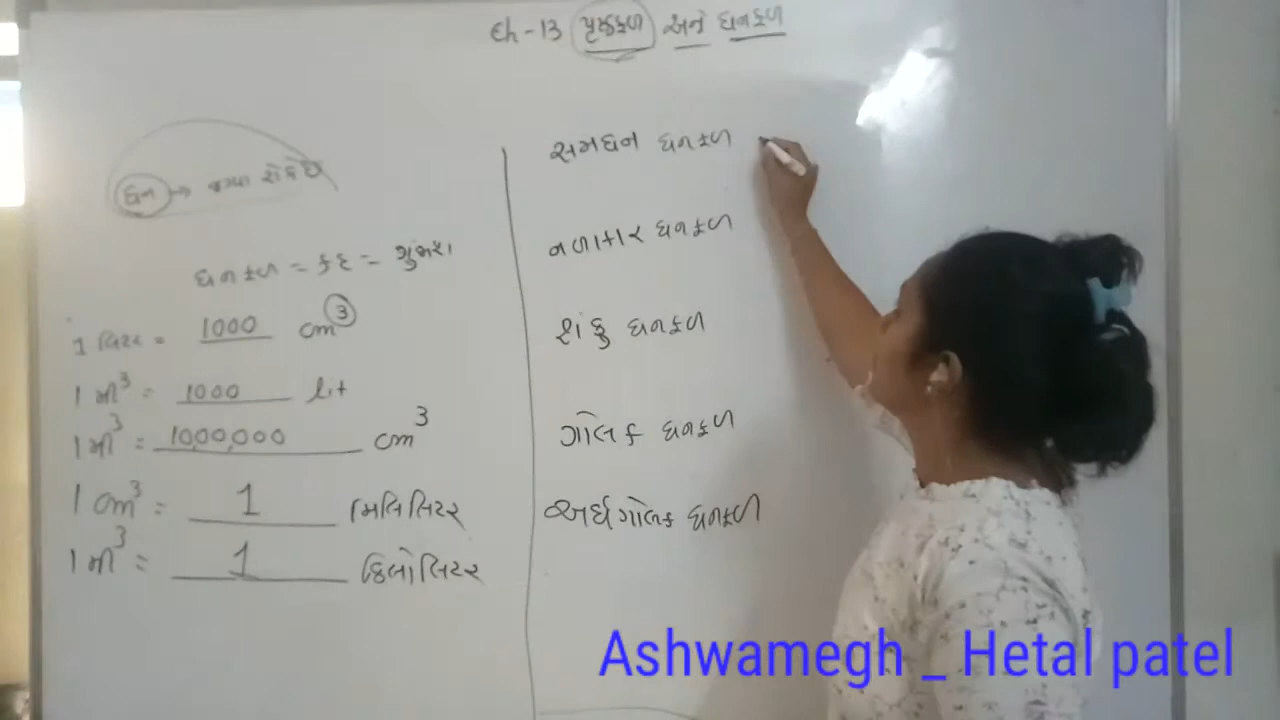 Ch-13 પૃષ્ઠફળ અને ઘનફળ
ઘન → જગ્યા રોકે છે
ઘનફળ = કદ = ગુંજાશ
1 લિટર = 1000 cm³
1 મી³ = 1000 lit
1 મી³ = 10,00,000 cm³
1 cm³ = 1 મિલિલિટર
1 મી³ = 1 કિલોલિટર
સમઘન ઘનફળ
નળાકાર ઘનફળ
શંકુ ઘનફળ
ગોલક ઘનફળ
અર્ધગોલક ઘનફળ
Ashwamegh _ Hetal patel